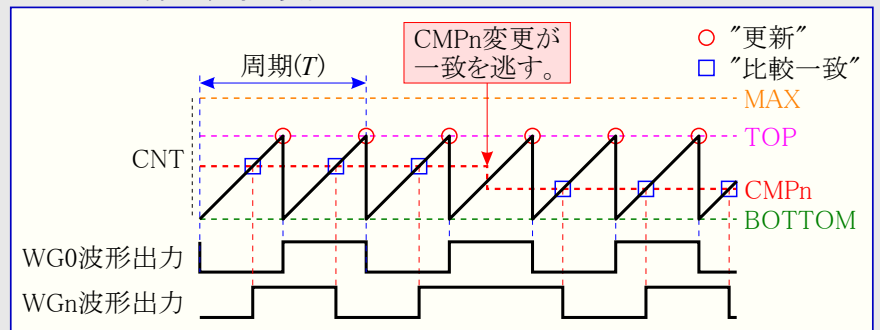 CMPn変更が
一致を逃す。
○ ″更新″
□ ″比較一致″
周期(T)
MAX
TOP
CNT
CMPn
BOTTOM
WG0波形出力
WGn波形出力